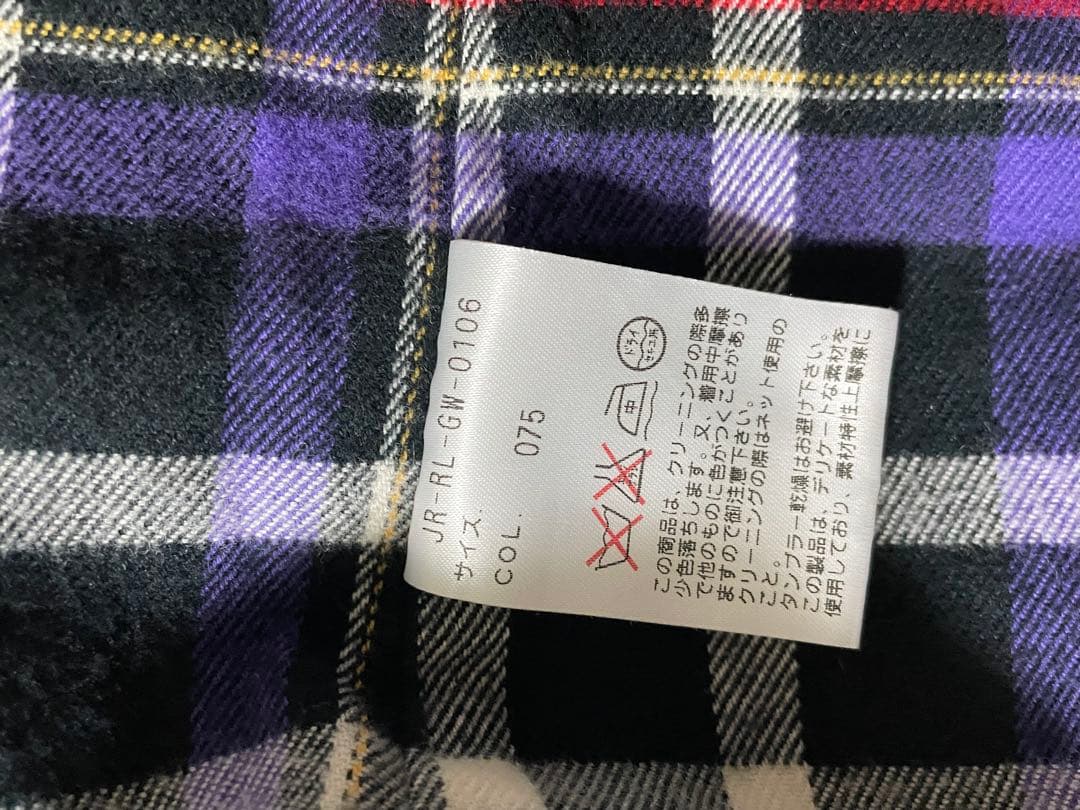 JR-RL-GW-0106
サイズ.
COL. 075
中
ドライ
セキユ系
この商品は、クリーニングの際多
少色落ちします。又、着用中摩擦
で他のものに色がつくことがあり
ますので御注意下さい。
クリーニングの際はネット使用の
こと。
タンブラー乾燥はお避け下さい。
この製品は、デリケートな素材を
使用しており、素材特性上摩擦に